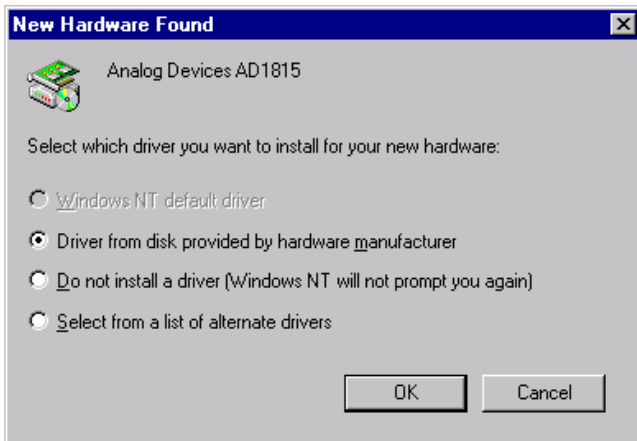 New Hardware Found
Analog Devices AD1815
Select which driver you want to install for your new hardware:
Windows NT default driver
Driver from disk provided by hardware manufacturer
Do not install a driver (Windows NT will not prompt you again)
Select from a list of alternate drivers
OK Cancel